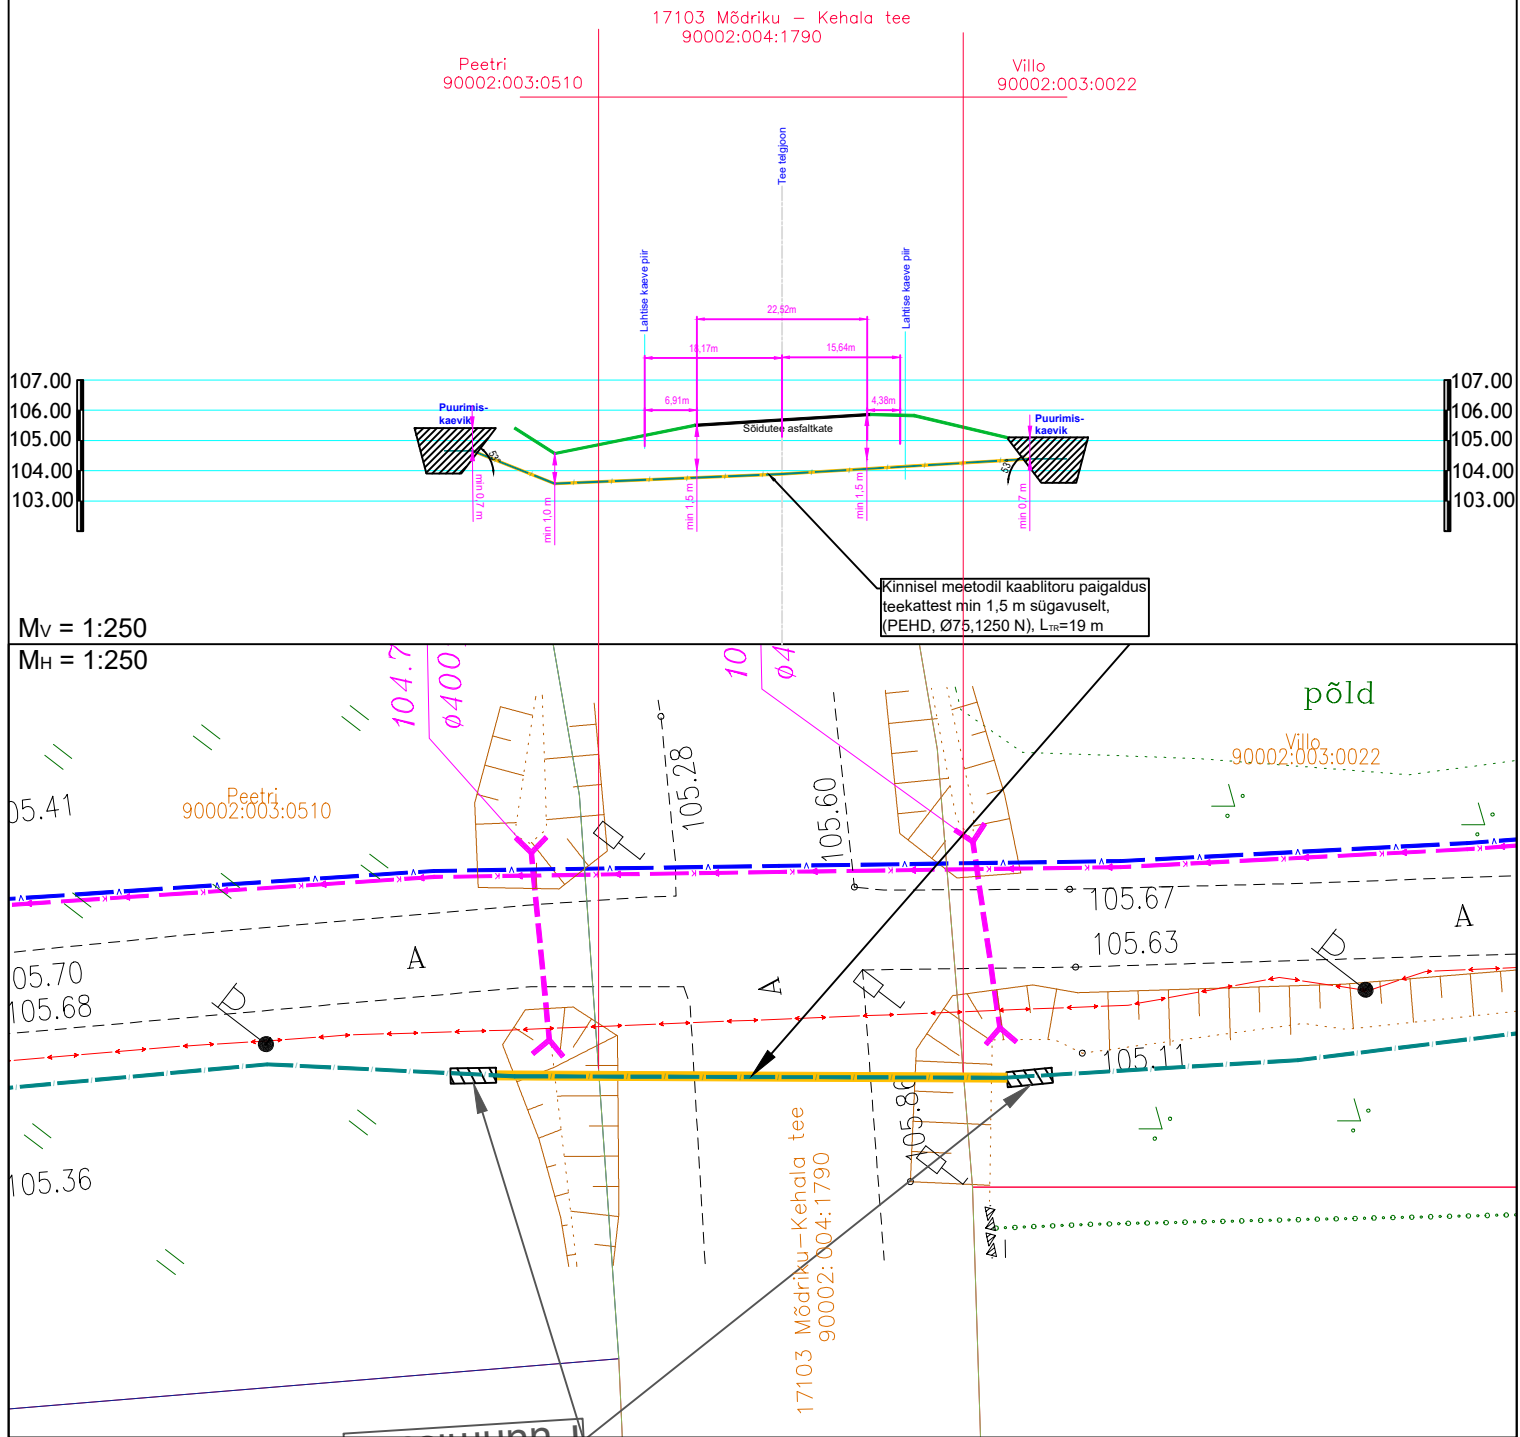 17103 Mõdriku - Kehala tee
90002:004:1790
Peetri
90002:003:0510
Villo
90002:003:0022
Tee telgjoon
Lahtise kaeve piir
Lahtise kaeve piir
22,52m
18,17m
15,64m
6,91m
4,38m
107.00
106.00
105.00
104.00
103.00
107.00
106.00
105.00
104.00
103.00
Puurimis-
kaevik
Puurimis-
kaevik
Sõidutee asfaltkate
53°
53°
min 0,7 m
min 1,0 m
min 1,5 m
min 1,5 m
min 0,7 m
Kinnisel meetodil kaablitoru paigaldus
teekattest min 1,5 m sügavuselt,
(PEHD, Ø75,1250 N), LTR=19 m
MV = 1:250
MH = 1:250
104.7
ø400
10
ø4
põld
Villo
90002:003:0022
Peetri
90002:003:0510
05.41
105.28
105.60
105.67
105.63
A
A
A
05.70
105.68
105.11
105.86
105.36
17103 Mõdriku-Kehala tee
90002:004:1790